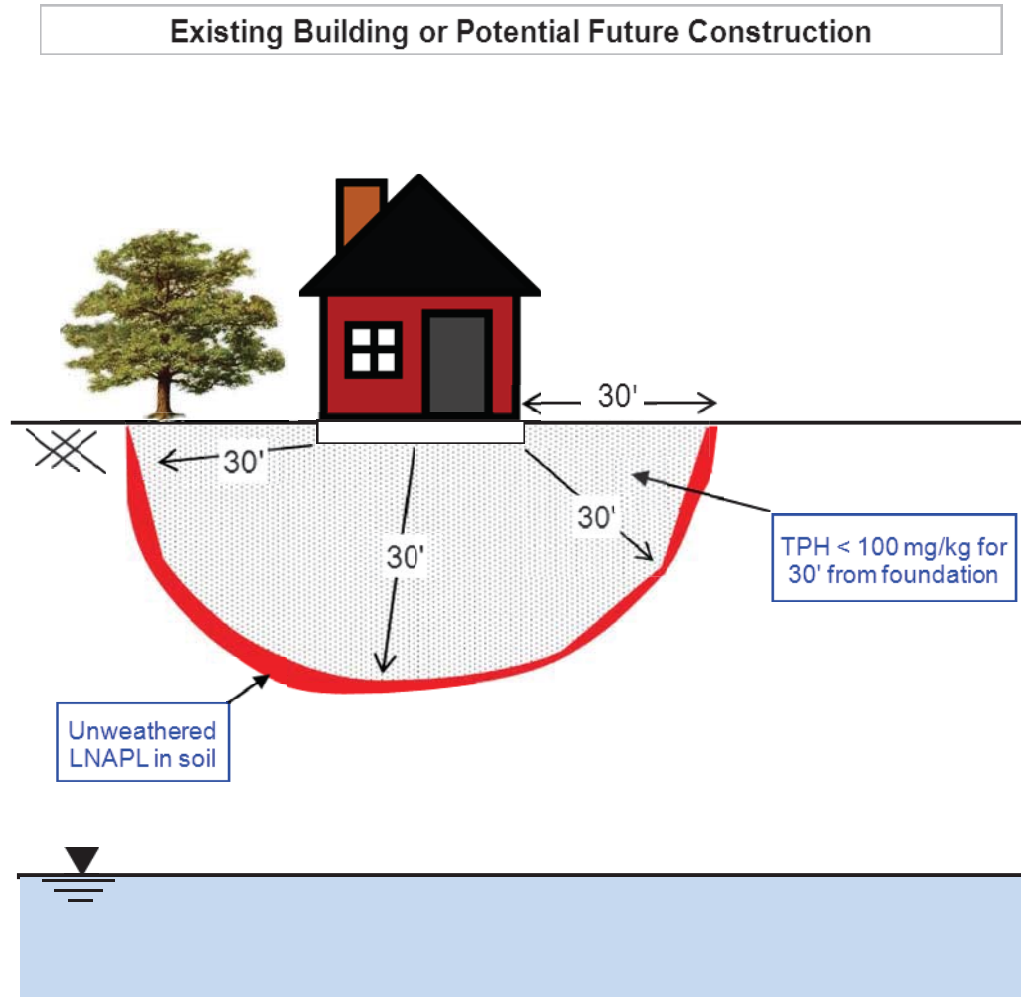 Existing Building or Potential Future Construction
30'
30'
30'
30'
TPH < 100 mg/kg for
30' from foundation
Unweathered
LNAPL in soil